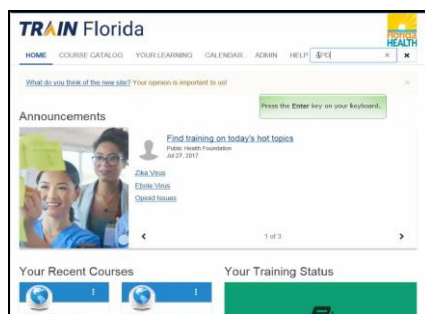 TRAIN Florida
Florida
HEALTH
HOME COURSE CATALOG YOUR LEARNING CALENDAR ADMIN HELP APD × ×
What do you think of the new site? Your opinion is important to us! ×
Press the Enter key on your keyboard.
Announcements
Find training on today's hot topics
Public Health Foundation
Jul 27, 2017
Zika Virus
Ebola Virus
Opioid Issues
1 of 3
Your Recent Courses Your Training Status